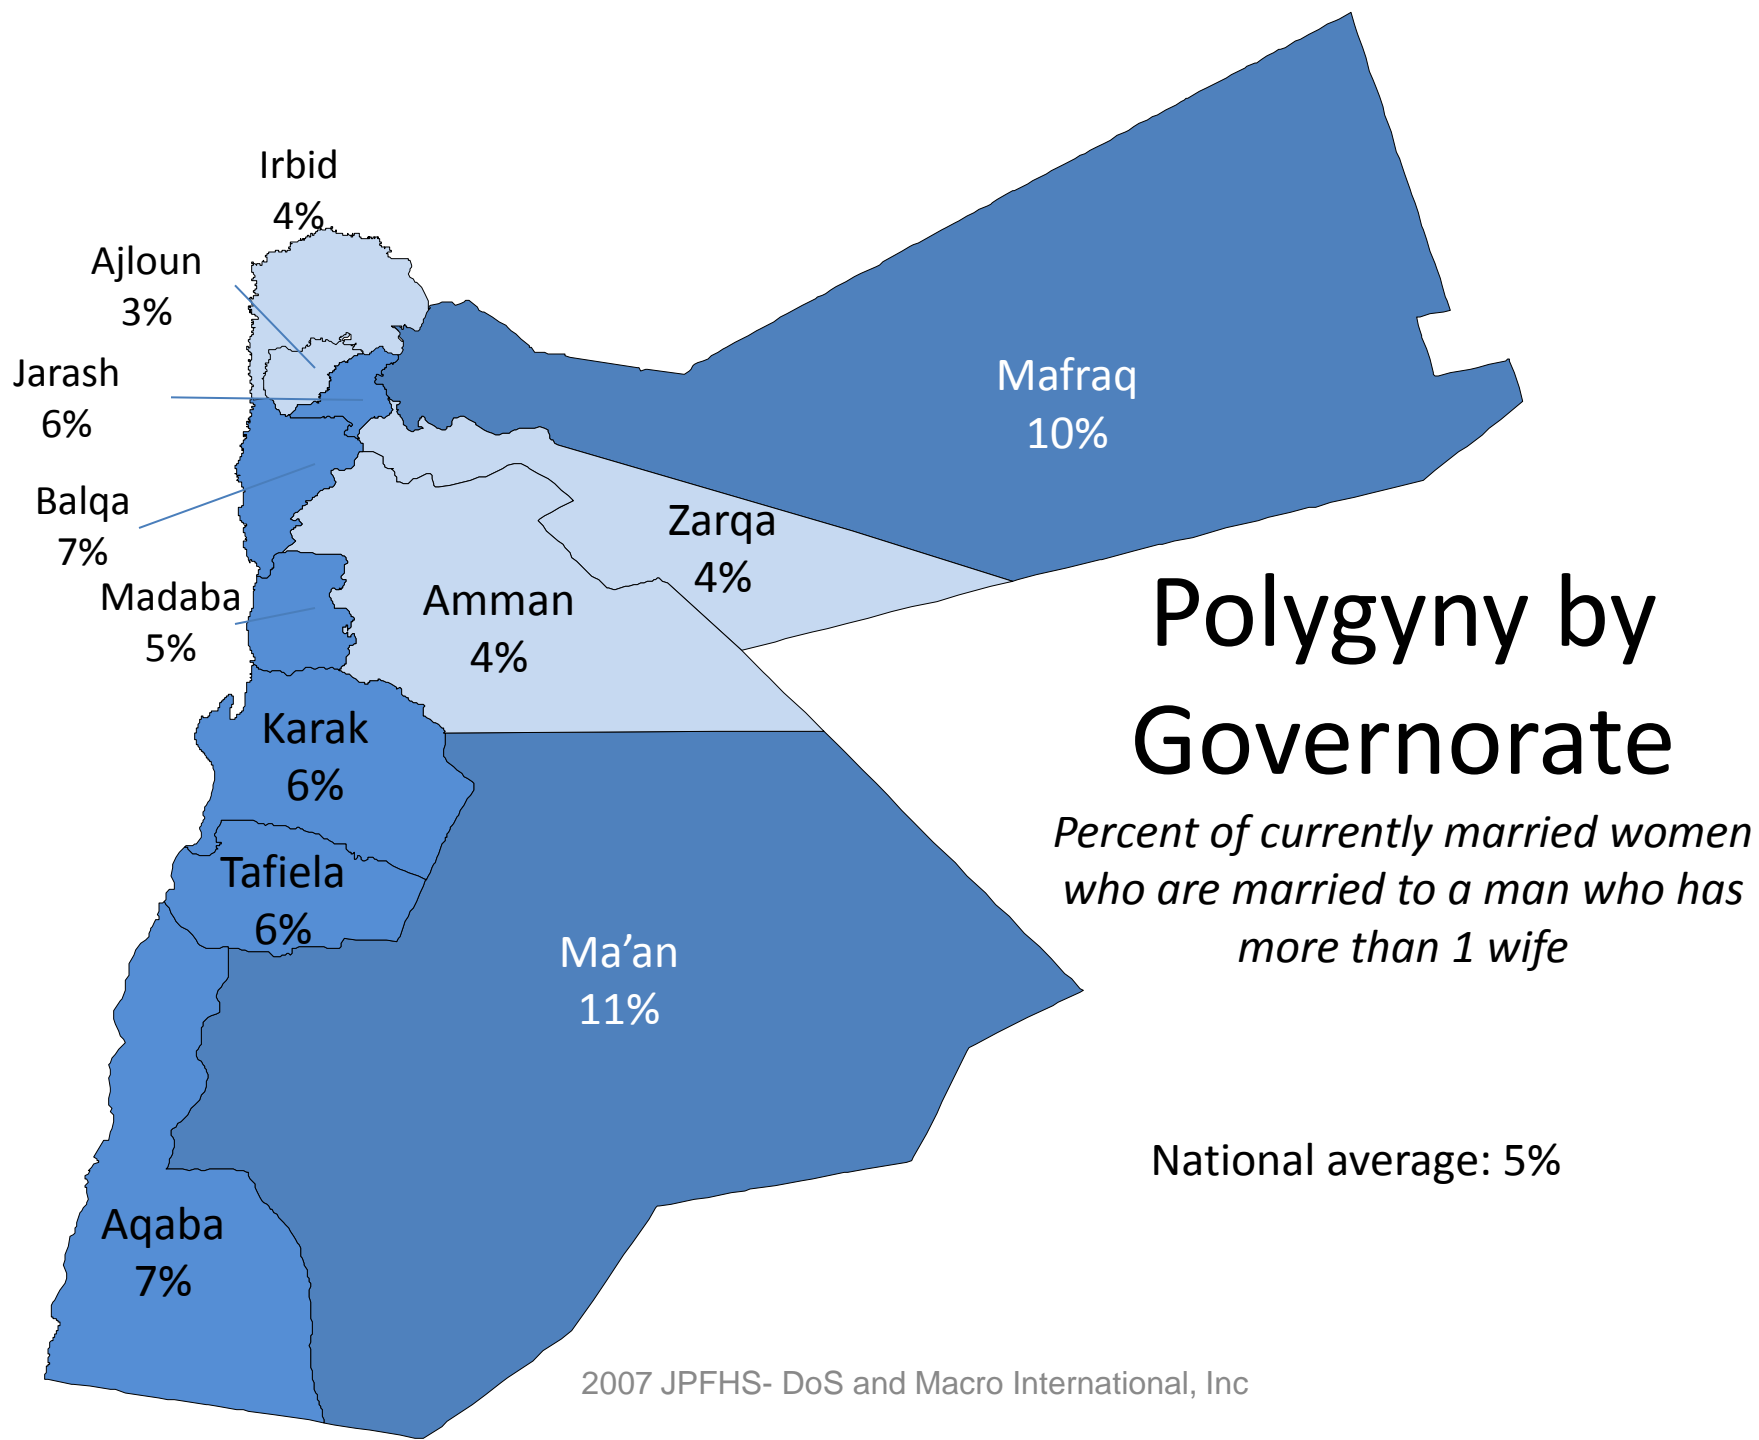 Irbid
4%
Ajloun
3%
Jarash
6%
Balqa
7%
Madaba
5%
Mafraq
10%
Zarqa
4%
Amman
4%
Karak
6%
Tafiela
6%
Ma’an
11%
Aqaba
7%
Polygyny by
Governorate
Percent of currently married women
who are married to a man who has
more than 1 wife
National average: 5%
2007 JPFHS- DoS and Macro International, Inc